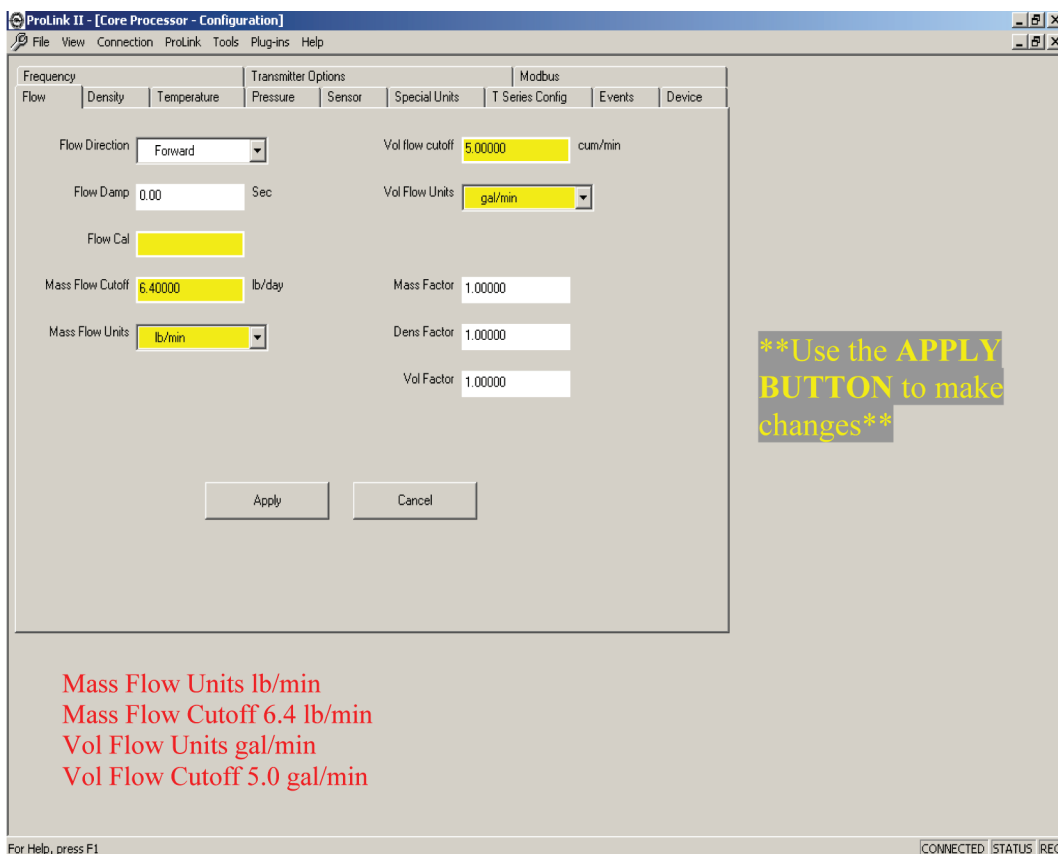 ProLink II - [Core Processor - Configuration]
File View Connection ProLink Tools Plug-ins Help
Frequency Transmitter Options Modbus
Flow Density Temperature Pressure Sensor Special Units T Series Config Events Device
Flow Direction Forward Vol flow cutoff 5.00000 cum/min
Flow Damp 0.00 Sec Vol Flow Units gal/min
Flow Cal
Mass Flow Cutoff 6.40000 lb/day Mass Factor 1.00000
Mass Flow Units lb/min Dens Factor 1.00000
Vol Factor 1.00000
**Use the APPLY
BUTTON to make
changes**
Apply Cancel
Mass Flow Units lb/min
Mass Flow Cutoff 6.4 lb/min
Vol Flow Units gal/min
Vol Flow Cutoff 5.0 gal/min
For Help, press F1 CONNECTED STATUS REC